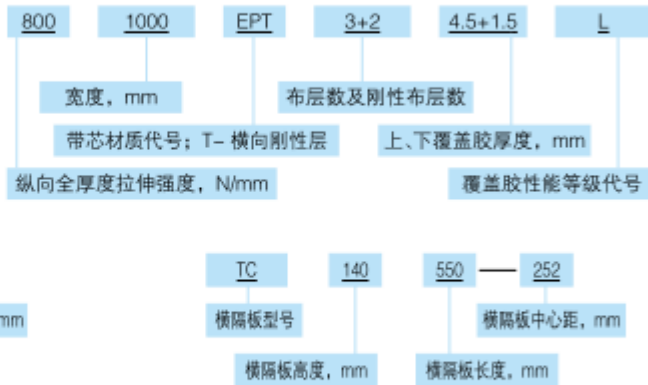 800 1000 EPT 3+2 4.5+1.5 L
宽度，mm 布层数及刚性布层数
带芯材质代号；T- 横向刚性层 上、下覆盖胶厚度，mm
纵向全厚度拉伸强度，N/mm 覆盖胶性能等级代号
TC 140 550 — 252
mm 横隔板型号 横隔板中心距，mm
横隔板高度，mm 横隔板长度，mm